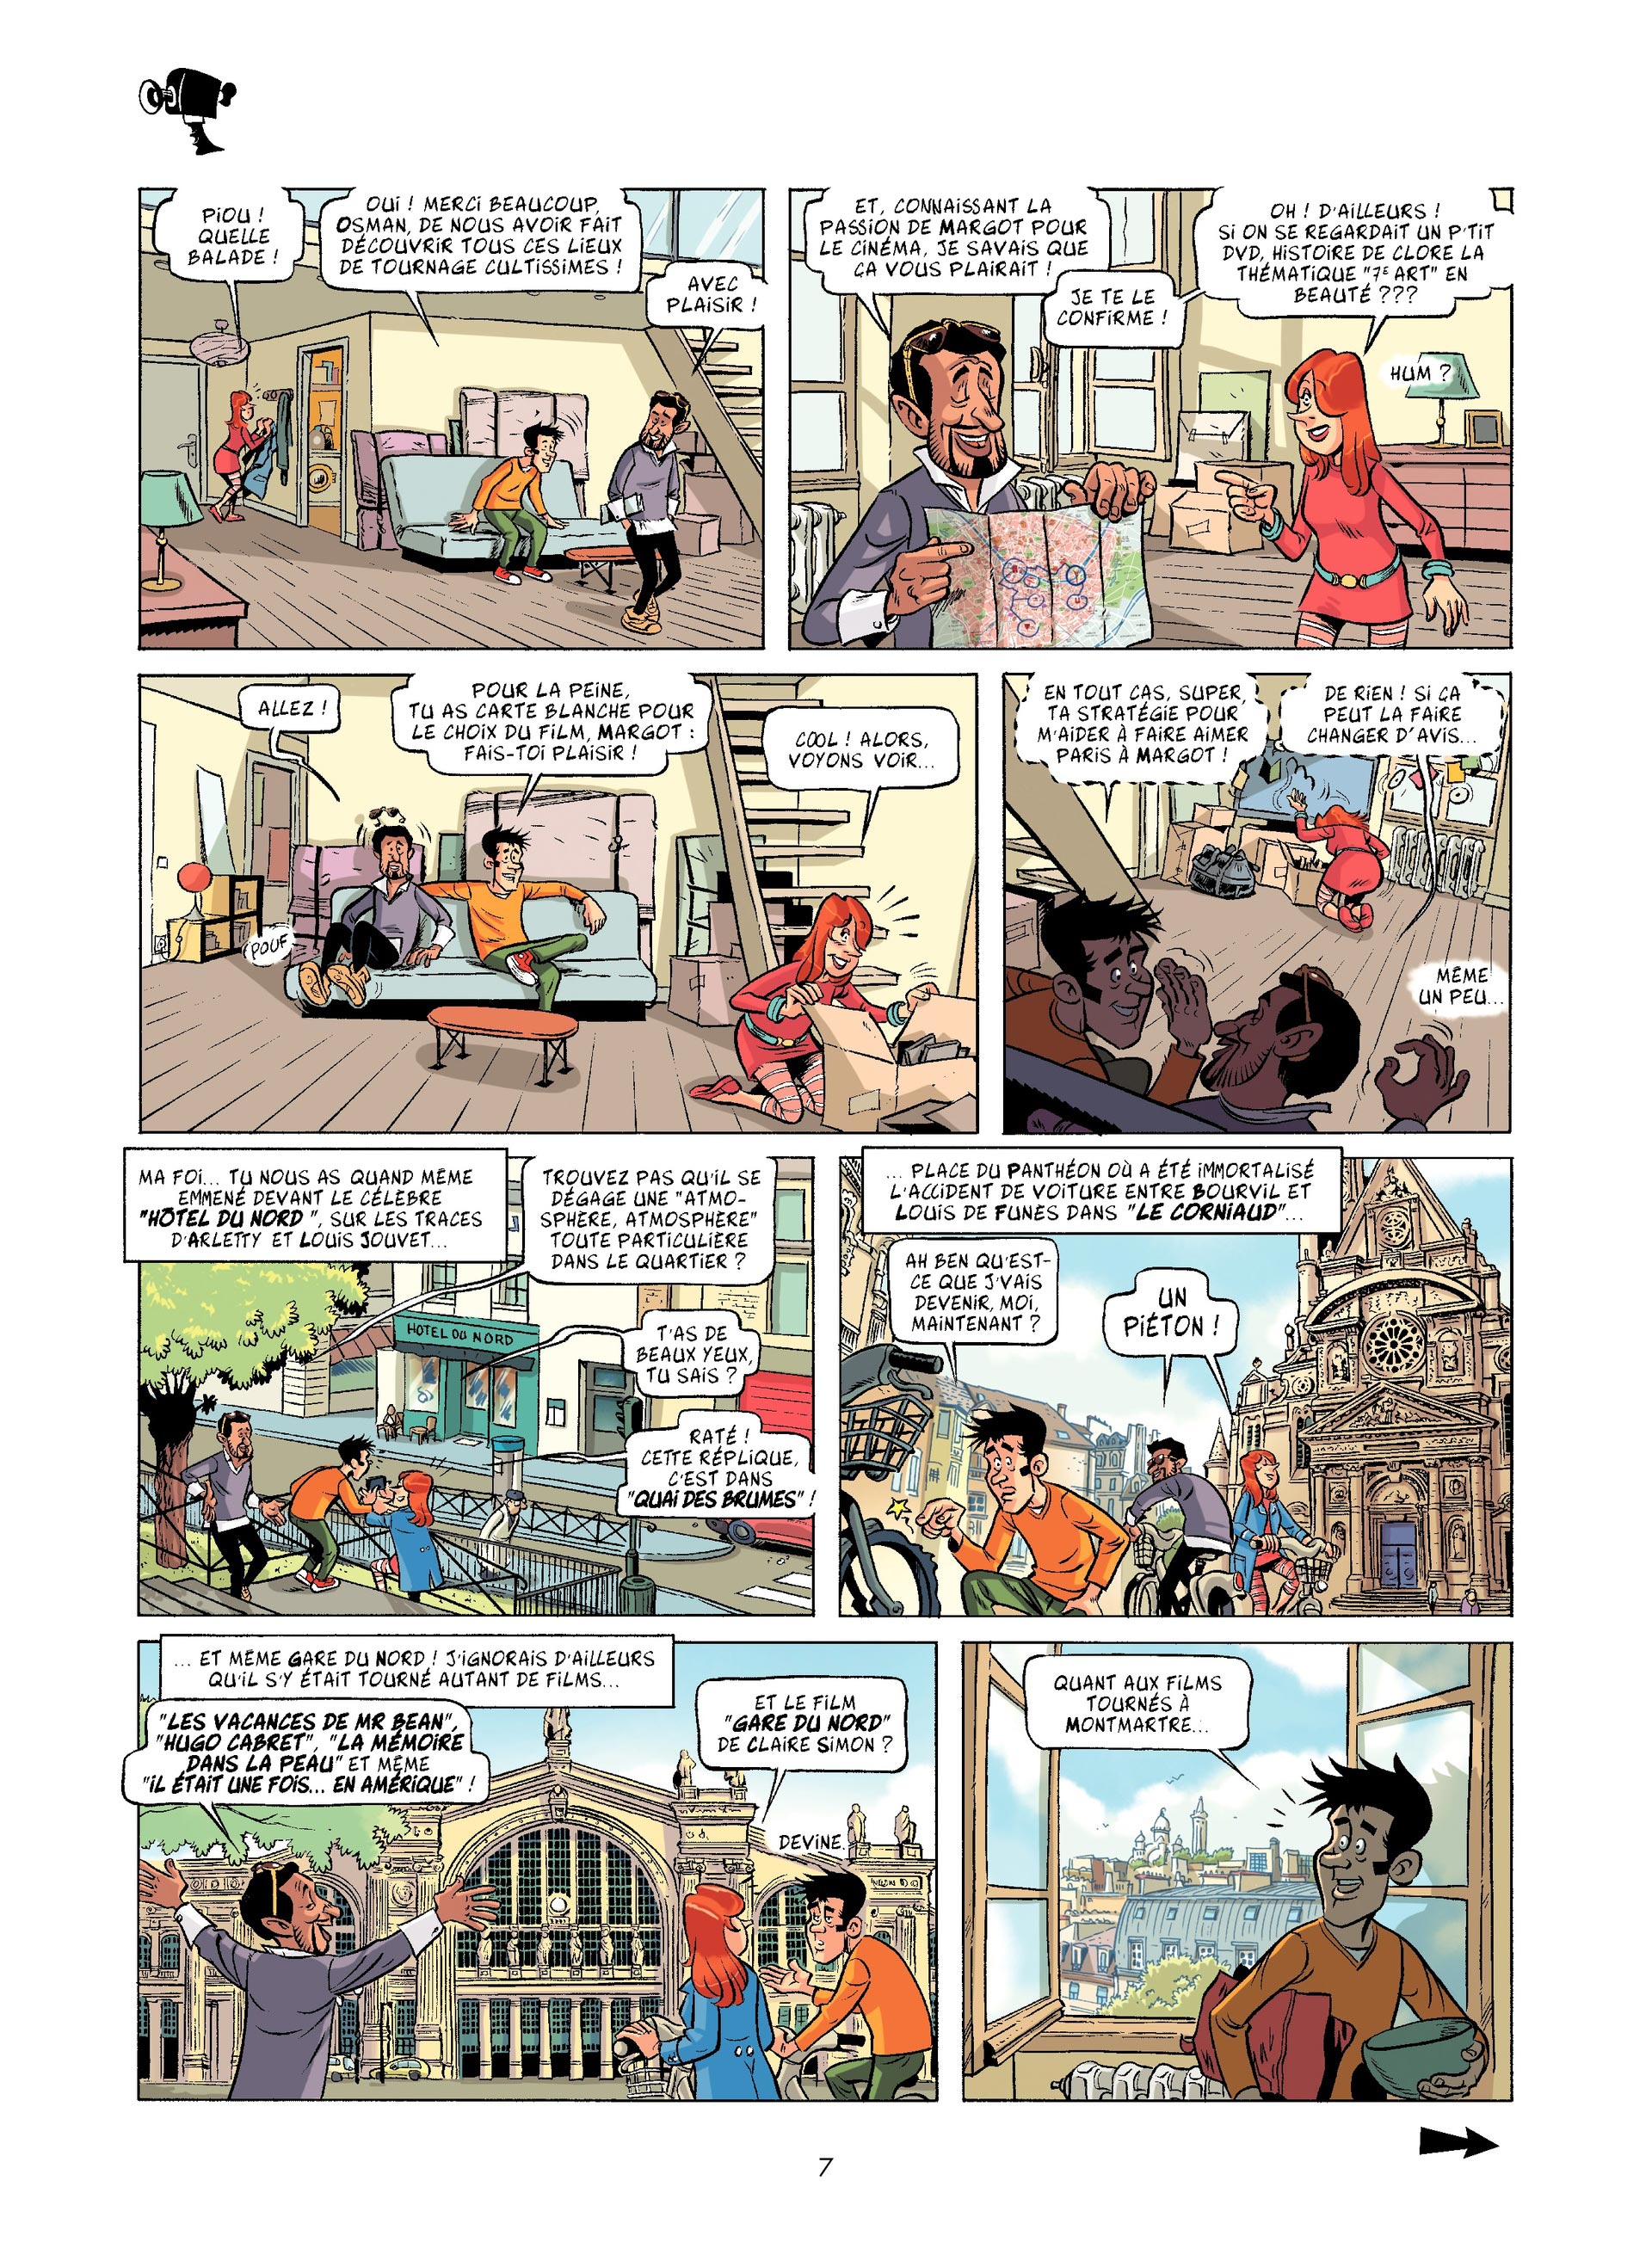 PIOU !
QUELLE
BALADE !
OUI ! MERCI BEAUCOUP,
OSMAN, DE NOUS AVOIR FAIT
DÉCOUVRIR TOUS CES LIEUX
DE TOURNAGE CULTISSIMES !
AVEC
PLAISIR !
ET, CONNAISSANT LA
PASSION DE MARGOT POUR
LE CINÉMA, JE SAVAIS QUE
ÇA VOUS PLAIRAIT !
JE TE LE
CONFIRME !
OH ! D'AILLEURS !
SI ON SE REGARDAIT UN P'TIT
DVD, HISTOIRE DE CLORE LA
THÉMATIQUE "7E ART" EN
BEAUTÉ ???
HUM ?
ALLEZ !
POUR LA PEINE,
TU AS CARTE BLANCHE POUR
LE CHOIX DU FILM, MARGOT :
FAIS-TOI PLAISIR !
COOL ! ALORS,
VOYONS VOIR...
POUF
EN TOUT CAS, SUPER,
TA STRATÉGIE POUR
M'AIDER À FAIRE AIMER
PARIS À MARGOT !
DE RIEN ! SI ÇA
PEUT LA FAIRE
CHANGER D'AVIS...
MÊME
UN PEU...
MA FOI... TU NOUS AS QUAND MÊME
EMMENÉ DEVANT LE CÉLÈBRE
"HÔTEL DU NORD ", SUR LES TRACES
D'ARLETTY ET LOUIS JOUVET...
TROUVEZ PAS QU'IL SE
DÉGAGE UNE "ATMO-
SPHÈRE, ATMOSPHÈRE"
TOUTE PARTICULIÈRE
DANS LE QUARTIER ?
HOTEL DU NORD
T'AS DE
BEAUX YEUX,
TU SAIS ?
RATÉ !
CETTE RÉPLIQUE,
C'EST DANS
"QUAI DES BRUMES" !
... PLACE DU PANTHÉON OÙ A ÉTÉ IMMORTALISÉ
L'ACCIDENT DE VOITURE ENTRE BOURVIL ET
LOUIS DE FUNES DANS "LE CORNIAUD"...
AH BEN QU'EST-
CE QUE J'VAIS
DEVENIR, MOI,
MAINTENANT ?
UN
PIÉTON !
... ET MÊME GARE DU NORD ! J'IGNORAIS D'AILLEURS
QU'IL S'Y ÉTAIT TOURNÉ AUTANT DE FILMS...
"LES VACANCES DE MR BEAN",
"HUGO CABRET", "LA MÉMOIRE
DANS LA PEAU" ET MÊME
"IL ÉTAIT UNE FOIS... EN AMÉRIQUE" !
ET LE FILM
"GARE DU NORD"
DE CLAIRE SIMON ?
DEVINE.
QUANT AUX FILMS
TOURNÉS À
MONTMARTRE...
7